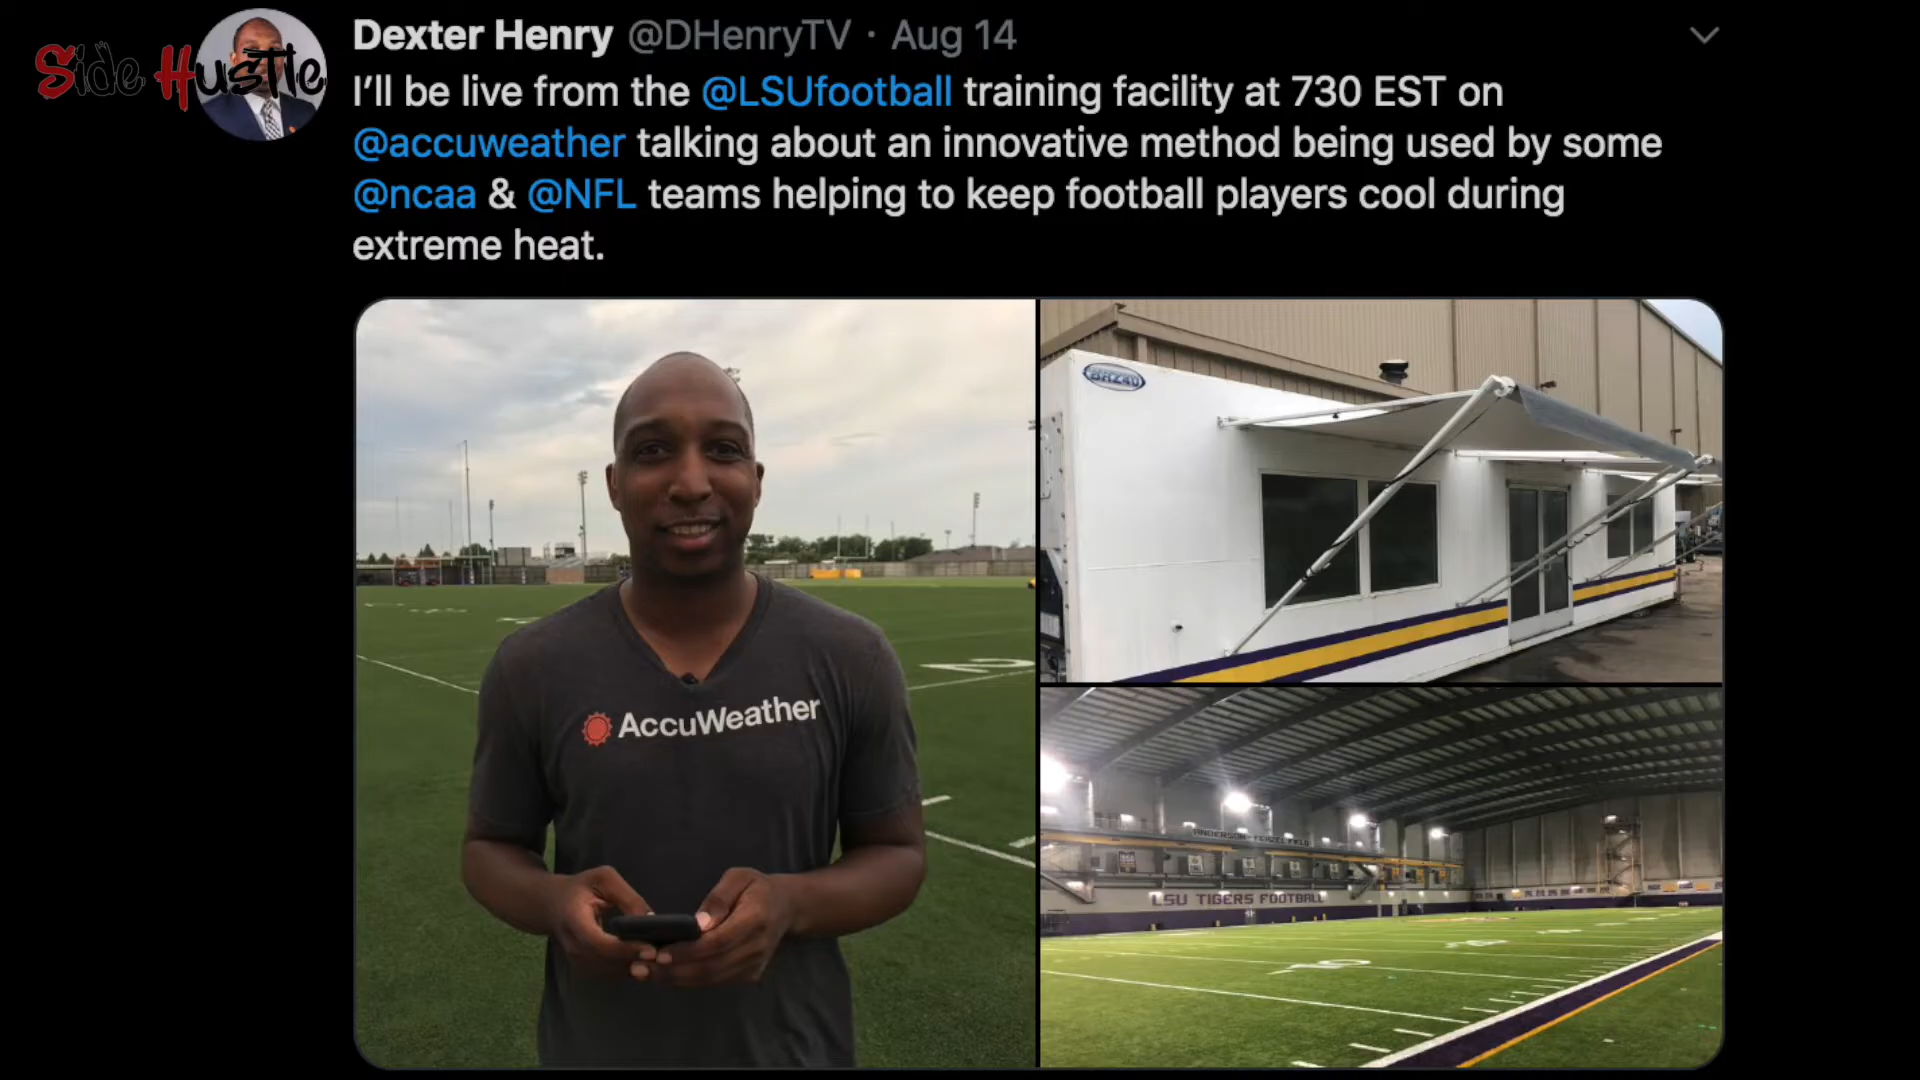 Side Hustle
Dexter Henry @DHenryTV · Aug 14
I'll be live from the @LSUfootball training facility at 730 EST on
@accuweather talking about an innovative method being used by some
@ncaa & @NFL teams helping to keep football players cool during
extreme heat.
BRZ40
AccuWeather
LSU TIGERS FOOTBALL